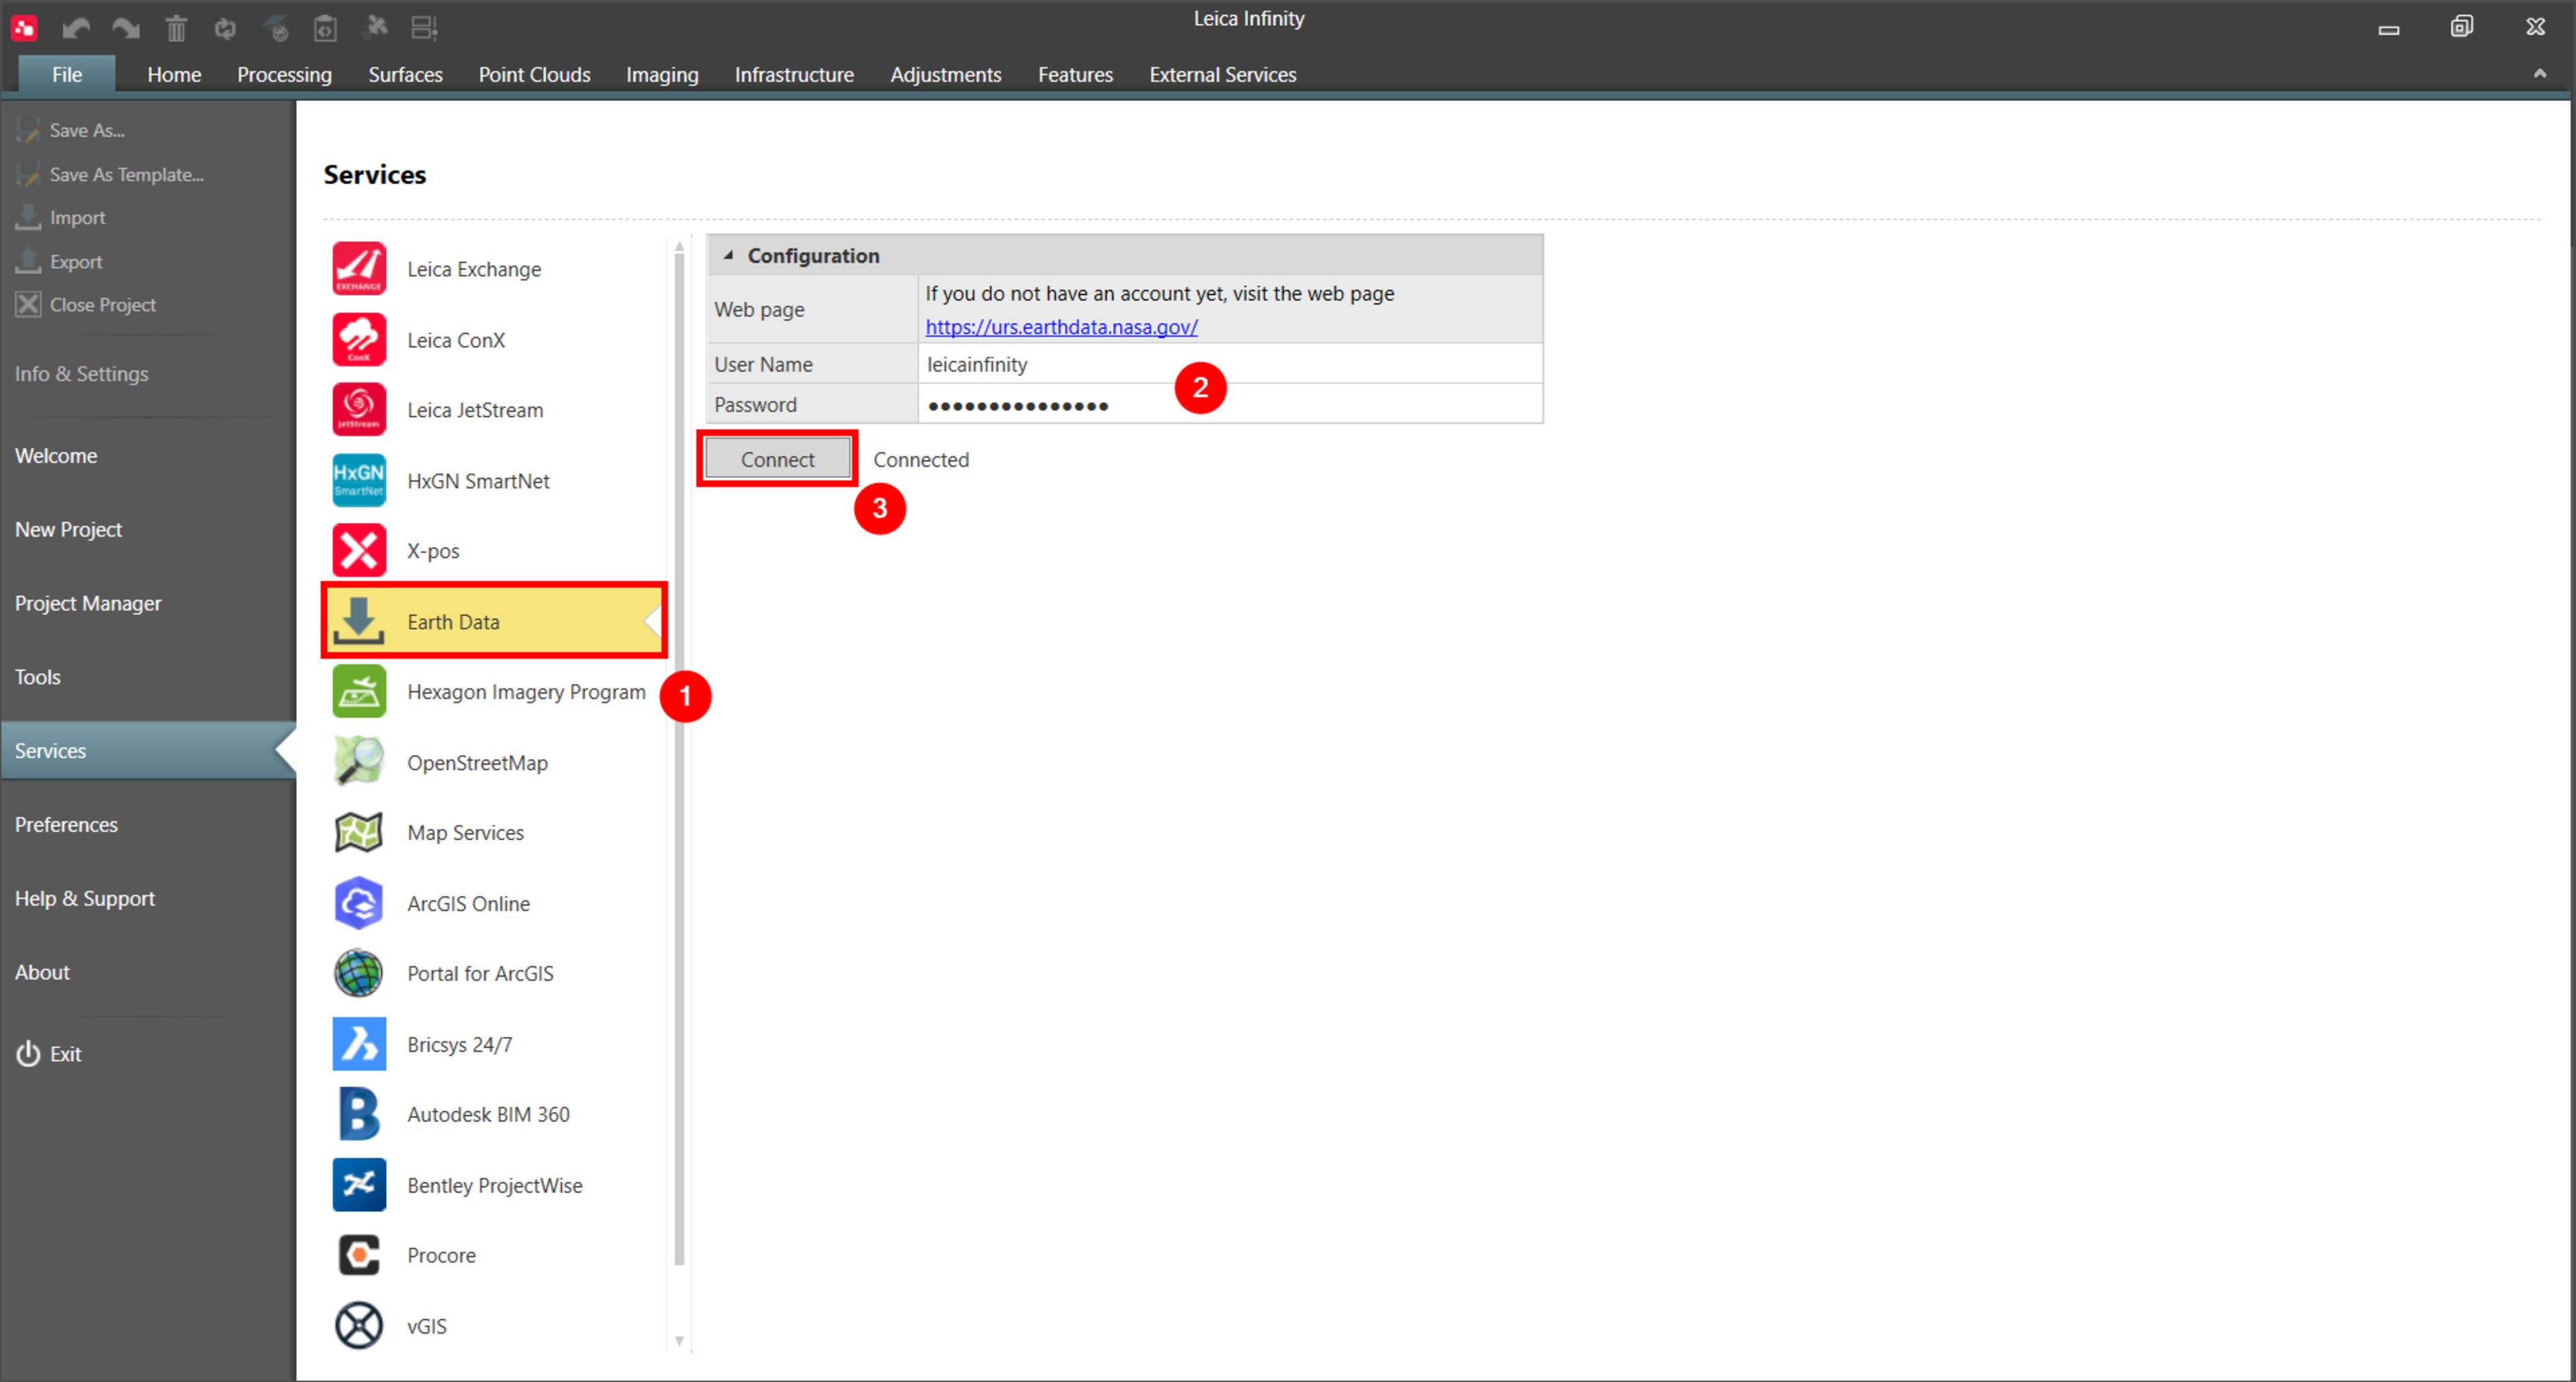 Leica Infinity
File Home Processing Surfaces Point Clouds Imaging Infrastructure Adjustments Features External Services
Save As...
Save As Template...
Import
Export
Close Project
Info & Settings
Welcome
New Project
Project Manager
Tools
Services
Preferences
Help & Support
About
Exit
Services
EXCHANGE
Leica Exchange
ConX
Leica ConX
JetStream
Leica JetStream
HxGN
SmartNet
HxGN SmartNet
X-pos
Earth Data
Hexagon Imagery Program
1
OpenStreetMap
Map Services
ArcGIS Online
Portal for ArcGIS
Bricsys 24/7
Autodesk BIM 360
Bentley ProjectWise
Procore
vGIS
Configuration
Web page If you do not have an account yet, visit the web page
https://urs.earthdata.nasa.gov/
User Name leicainfinity
2
Password ●●●●●●●●●●●●●●●
Connect Connected
3